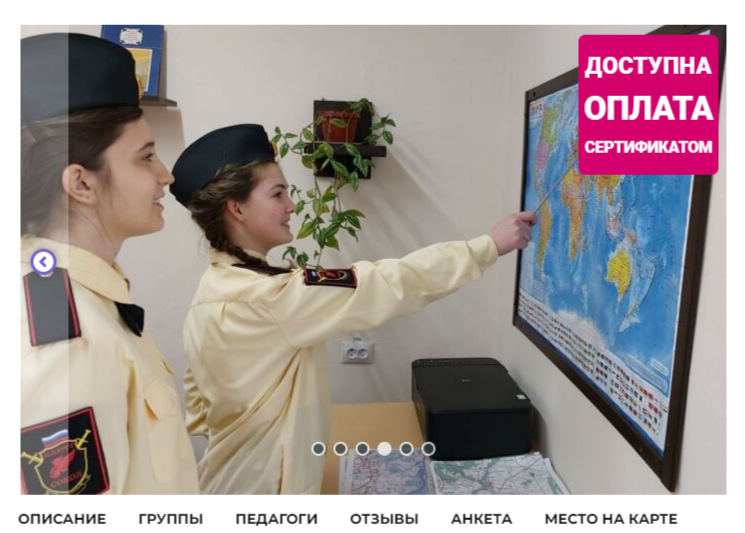 ДОСТУПНА
ОПЛАТА
СЕРТИФИКАТОМ
ОПИСАНИЕ ГРУППЫ ПЕДАГОГИ ОТЗЫВЫ АНКЕТА МЕСТО НА КАРТЕ